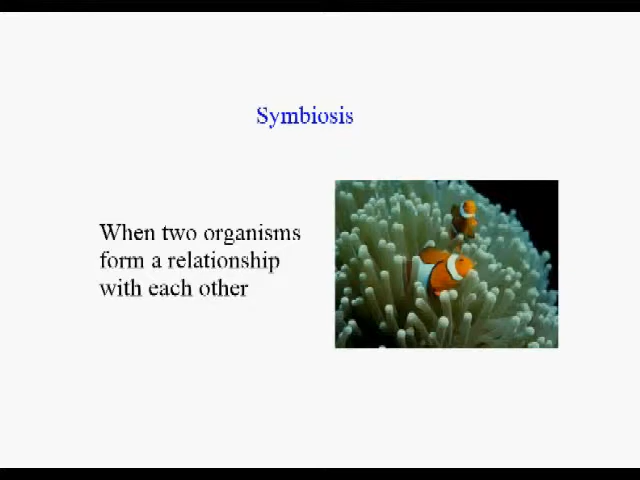 Symbiosis
When two organisms
form a relationship
with each other